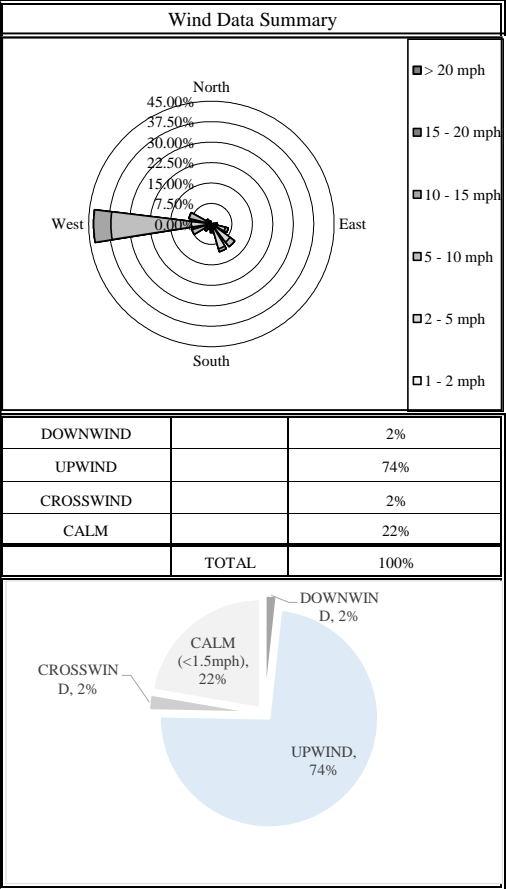 Wind Data Summary
North
45.00%
37.50%
30.00%
22.50%
15.00%
7.50%
0.00%
West
East
South
> 20 mph
15 - 20 mph
10 - 15 mph
5 - 10 mph
2 - 5 mph
1 - 2 mph
DOWNWIND 2%
UPWIND 74%
CROSSWIND 2%
CALM 22%
TOTAL 100%
DOWNWIN
D, 2%
CALM
(<1.5mph),
22%
CROSSWIN
D, 2%
UPWIND,
74%